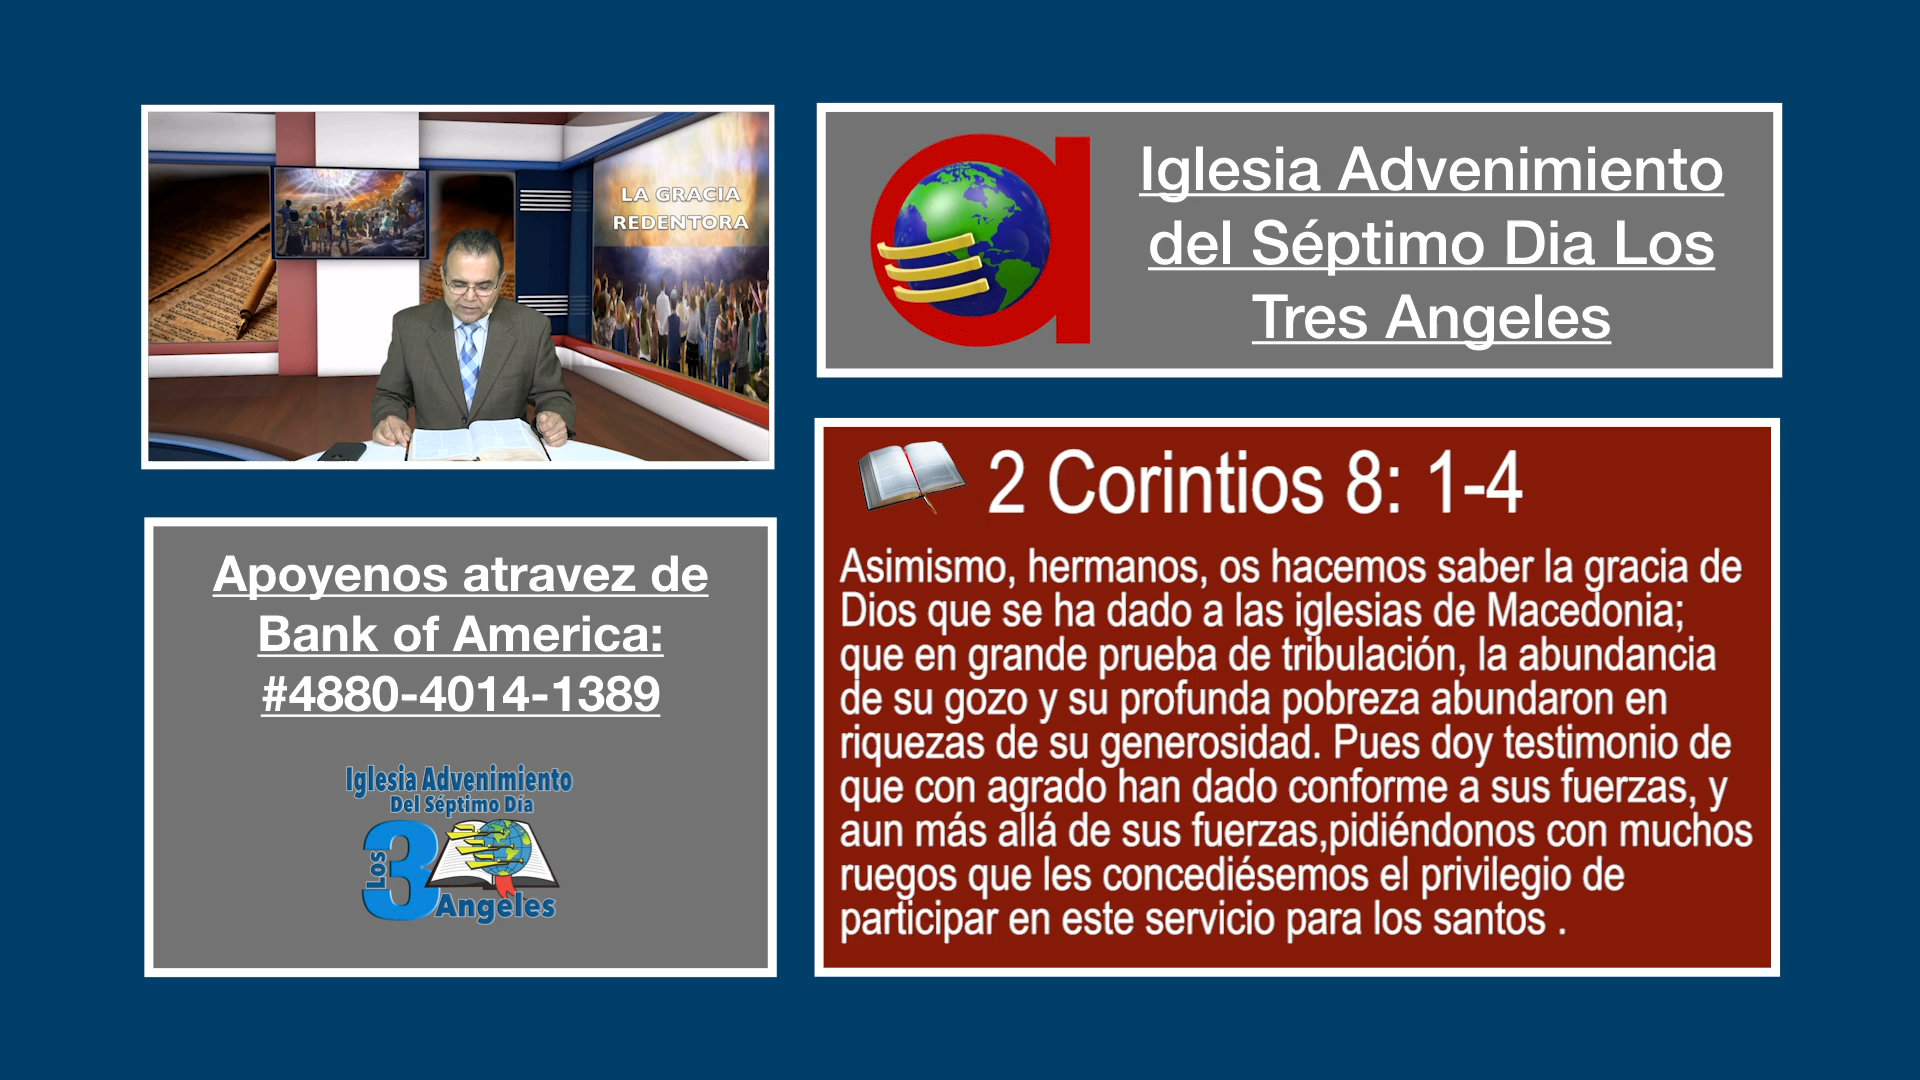 LA GRACIA
REDENTORA
Iglesia Advenimiento
del Séptimo Dia Los
Tres Angeles
Apoyenos atravez de
Bank of America:
#4880-4014-1389
Iglesia Advenimiento
Del Séptimo Día
Los
3
Angeles
2 Corintios 8: 1-4
Asimismo, hermanos, os hacemos saber la gracia de
Dios que se ha dado a las iglesias de Macedonia;
que en grande prueba de tribulación, la abundancia
de su gozo y su profunda pobreza abundaron en
riquezas de su generosidad. Pues doy testimonio de
que con agrado han dado conforme a sus fuerzas, y
aun más allá de sus fuerzas,pidiéndonos con muchos
ruegos que les concediésemos el privilegio de
participar en este servicio para los santos .